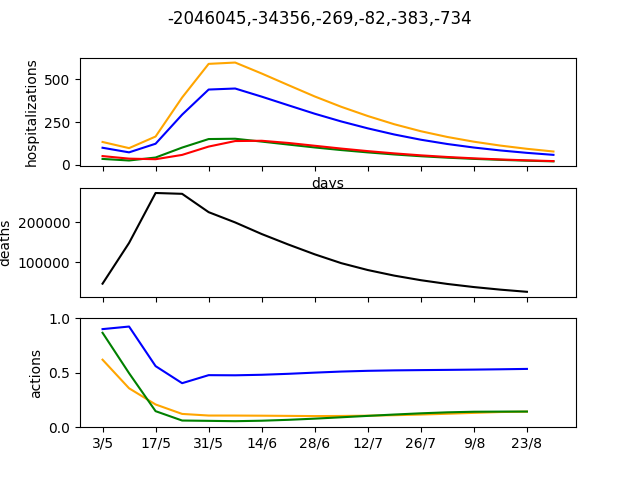 -2046045,-34356,-269,-82,-383,-734
hospitalizations
500
250
0
days
deaths
200000
100000
actions
1.0
0.5
0.0
3/5 17/5 31/5 14/6 28/6 12/7 26/7 9/8 23/8